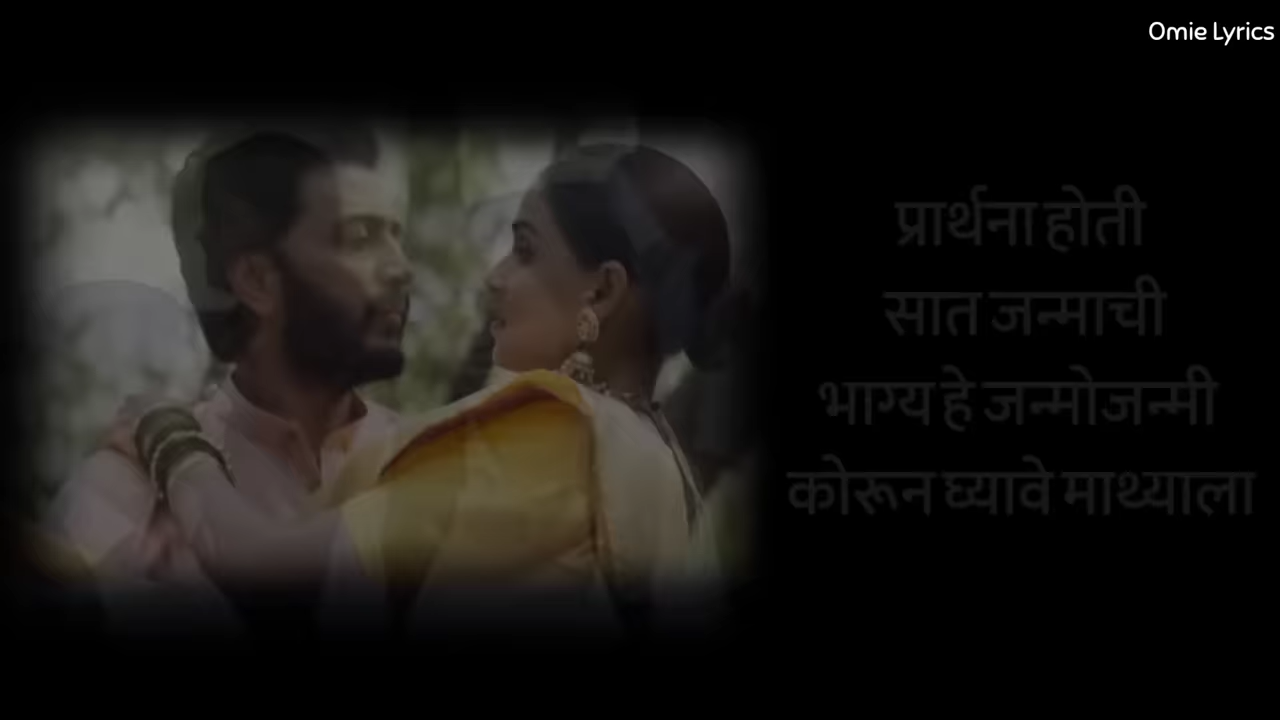 Omie Lyrics
प्रार्थना होती
सात जन्माची
भाग्य हे जन्मोजन्मी
कोरून घ्यावे माथ्याला